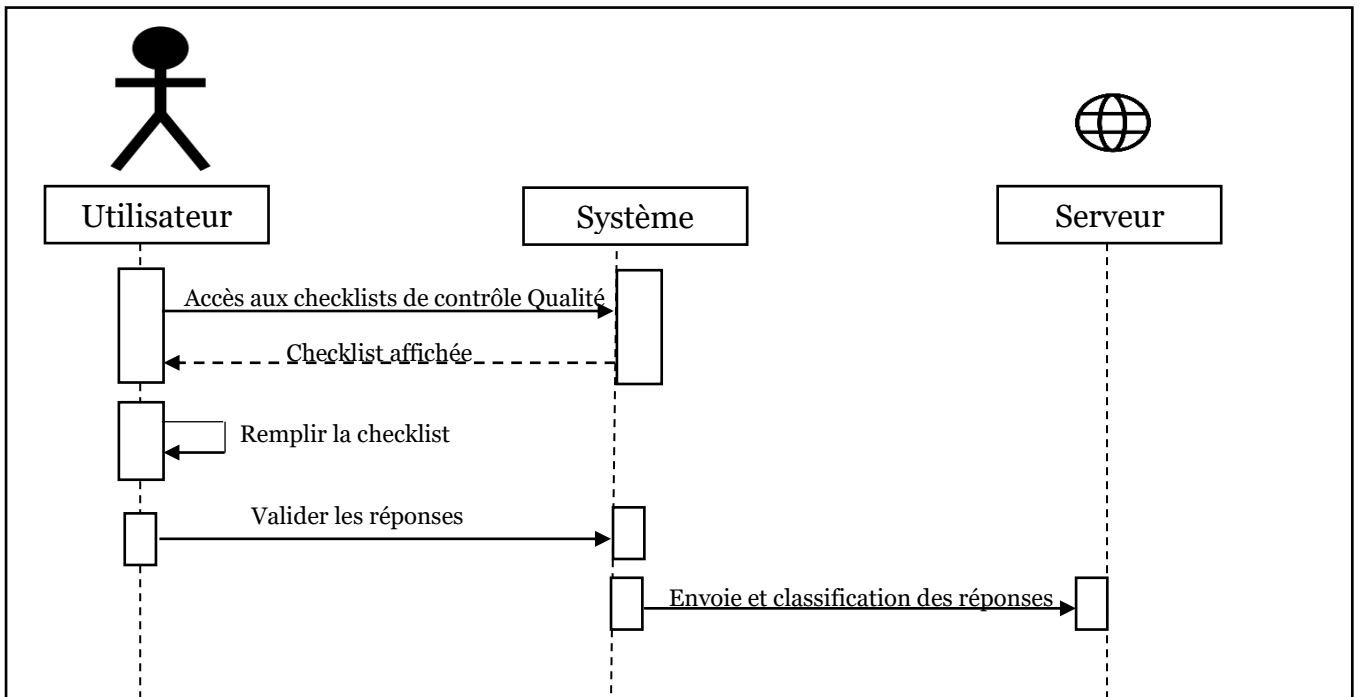 Utilisateur
Système
Serveur
Accès aux checklists de contrôle Qualité
Checklist affichée
Remplir la checklist
Valider les réponses
Envoie et classification des réponses